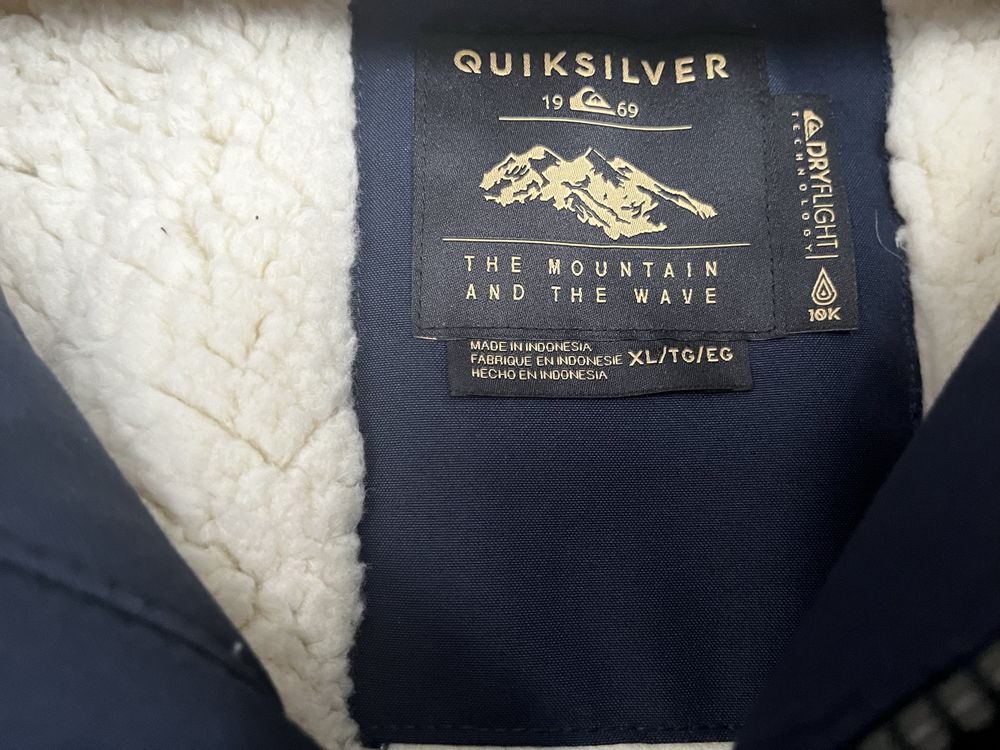 QUIKSILVER
19 69
THE MOUNTAIN
AND THE WAVE
DRYFLIGHT
TECHNOLOGY
10K
MADE IN INDONESIA
FABRIQUE EN INDONESIE XL/TG/EG
HECHO EN INDONESIA